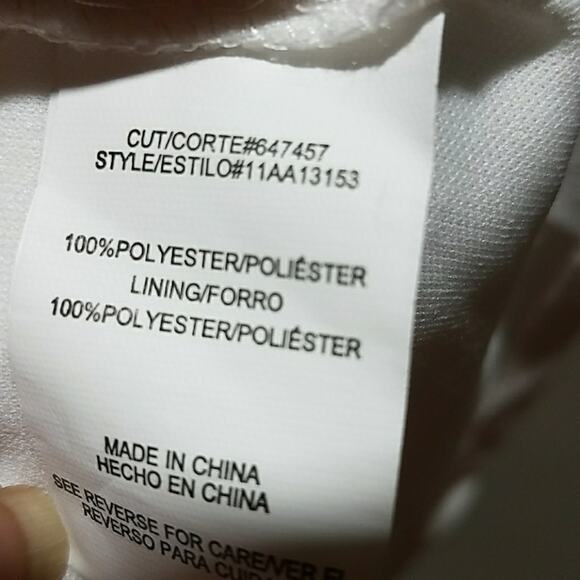 CUT/CORTE#647457
STYLE/ESTILO#11AA13153
100%POLYESTER/POLIÉSTER
LINING/FORRO
100%POLYESTER/POLIÉSTER
MADE IN CHINA
HECHO EN CHINA
SEE REVERSE FOR CARE/VER EL
REVERSO PARA